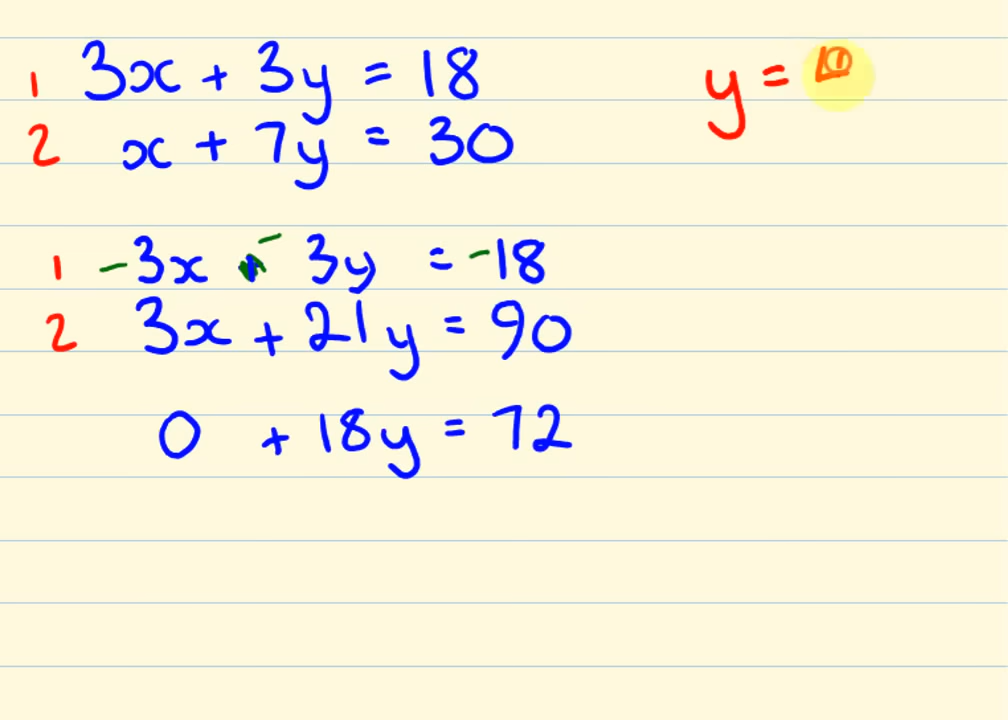 1 3x + 3y = 18
y =
2 x + 7y = 30
1 -3x - 3y = -18
2 3x + 21y = 90
0 + 18y = 72